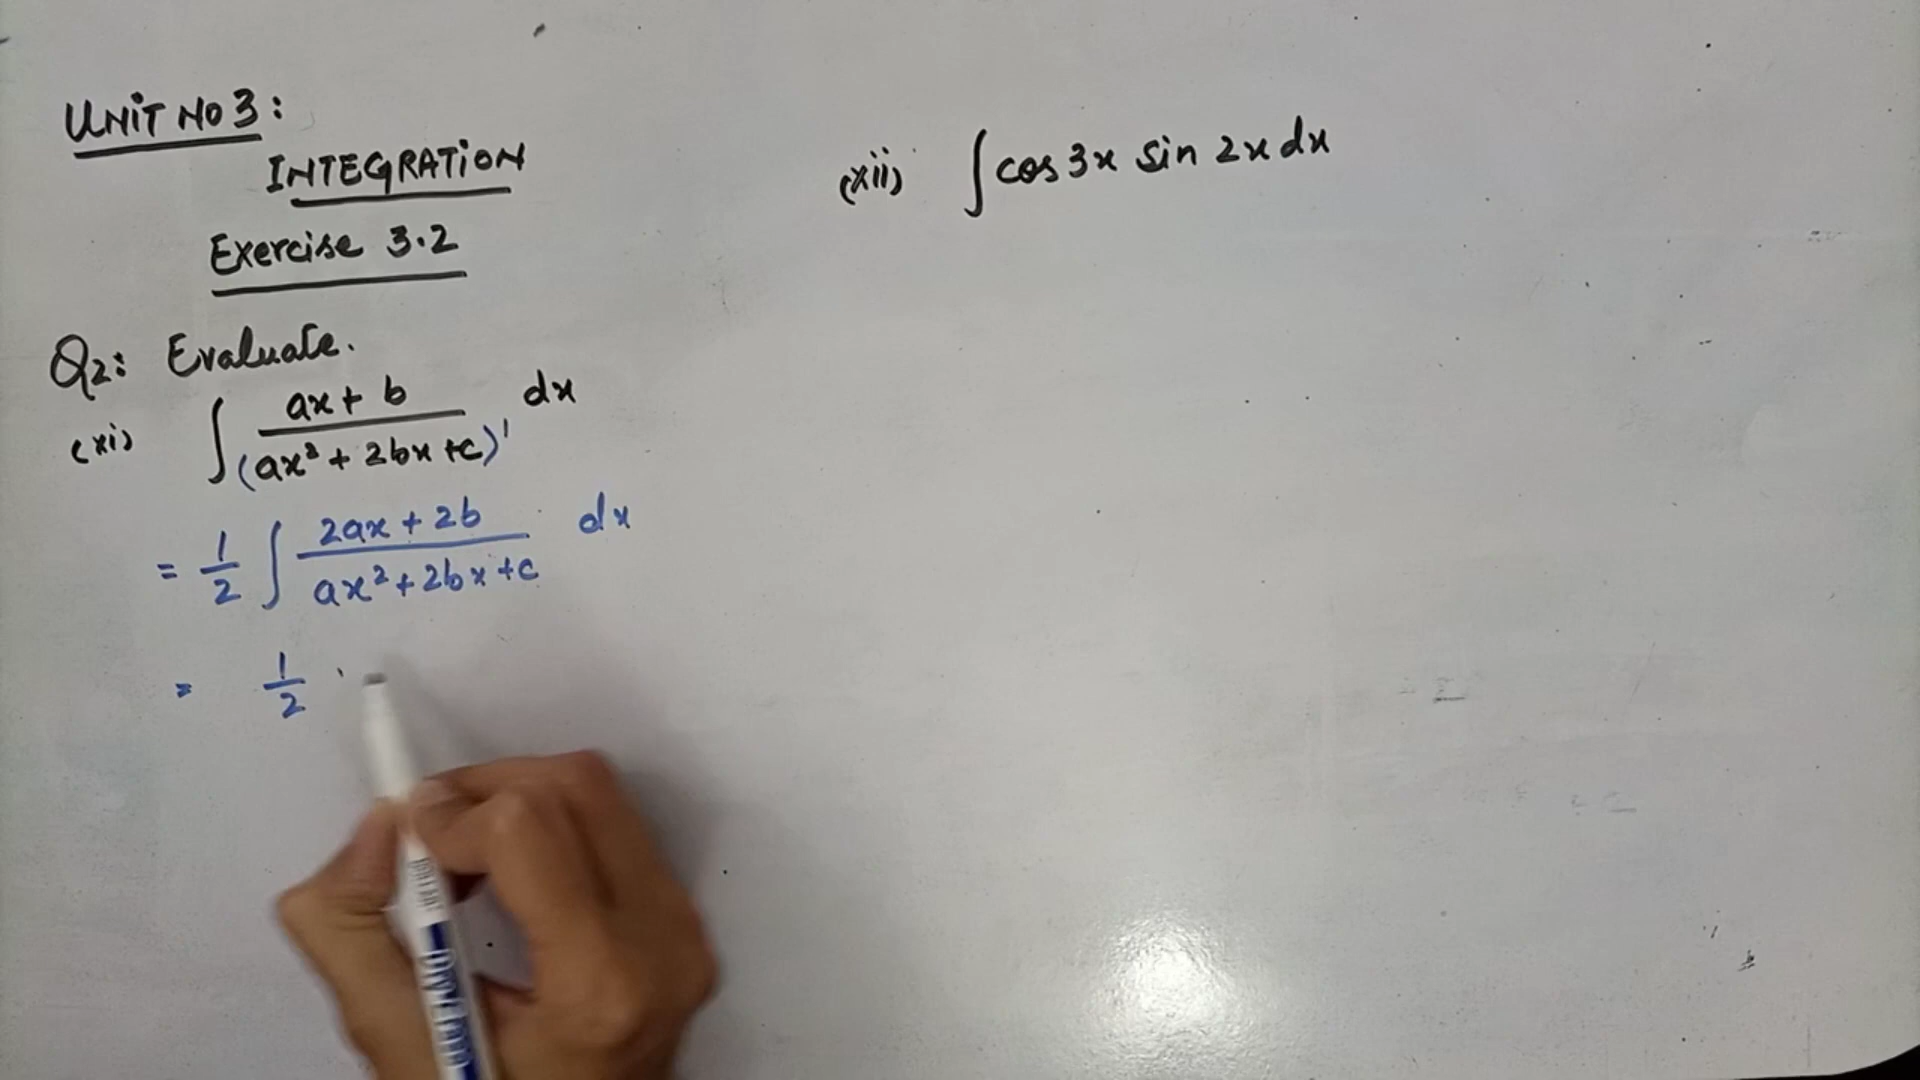 UNIT NO 3:
INTEGRATION
Exercise 3.2
Q2: Evaluate.
(xi) ∫ ax + b / (ax² + 2bx + c)¹ dx
= 1/2 ∫ 2ax + 2b / ax² + 2bx + c dx
= 1/2
(xii) ∫ cos 3x sin 2x dx